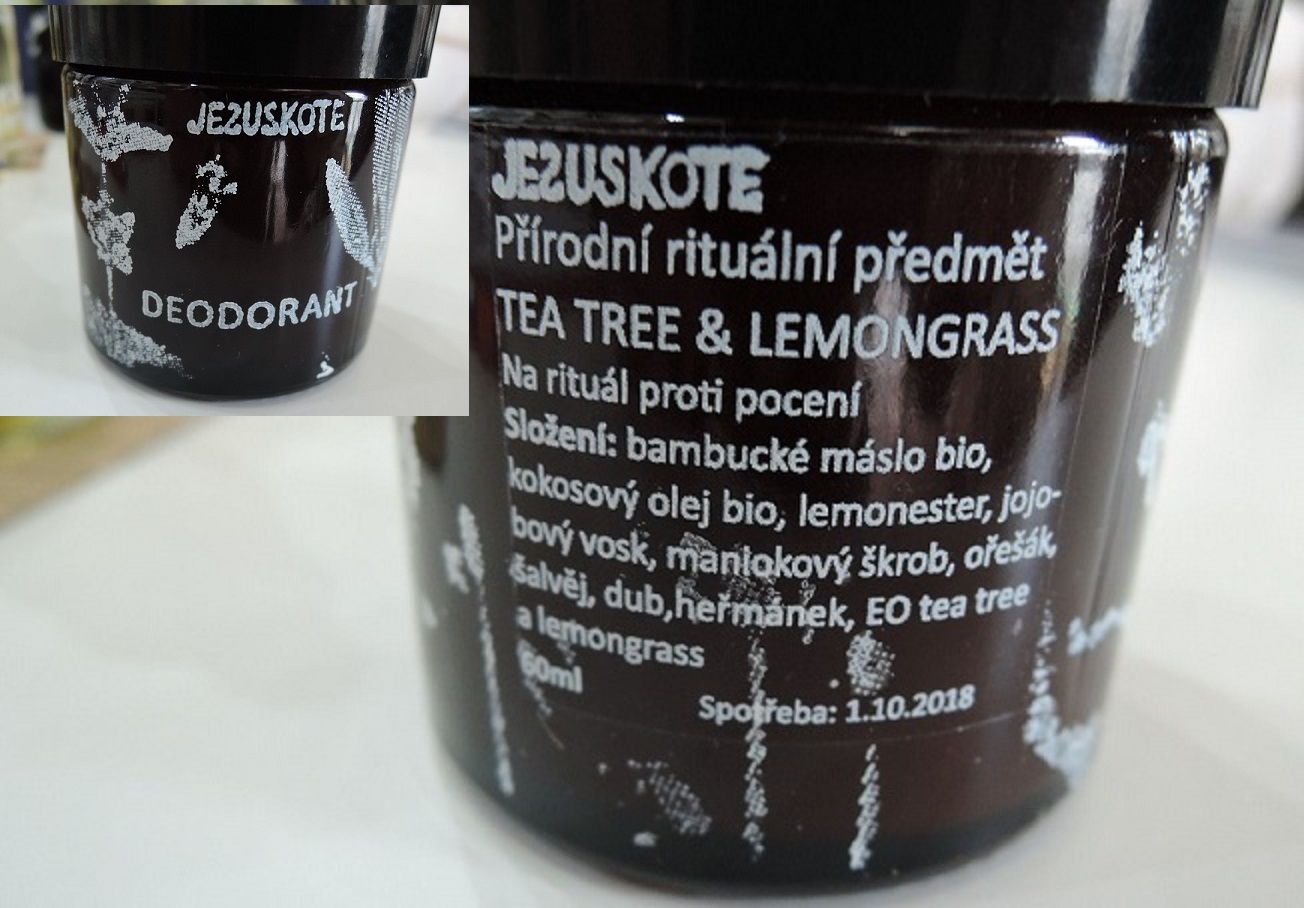 JEZUSKOTE
DEODORANT
JEZUSKOTE
Přírodní rituální předmět
TEA TREE & LEMONGRASS
Na rituál proti pocení
Složení: bambucké máslo bio,
kokosový olej bio, lemonester, jojo-
bový vosk, maniokový škrob, ořešák,
šalvěj, dub,heřmánek, EO tea tree
a lemongrass
60ml
Spotřeba: 1.10.2018